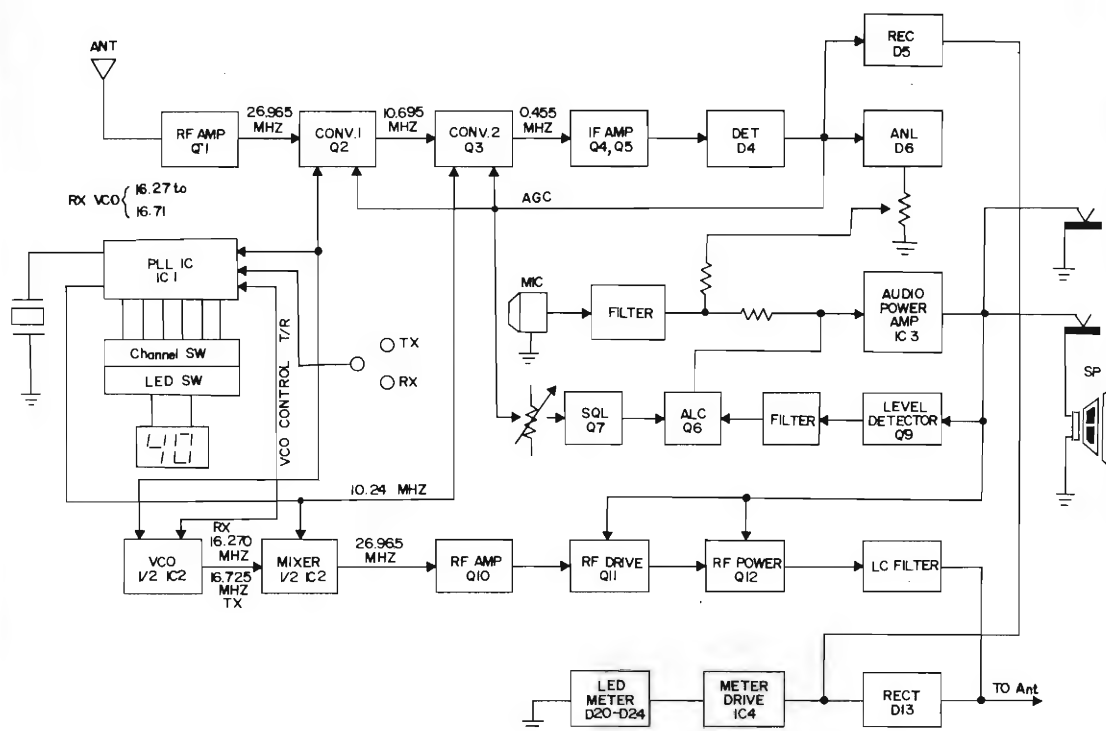 ANT
RF AMP
Q1
26.965
MHZ
CONV.1
Q2
10.695
MHZ
CONV.2
Q3
0.455
MHZ
IF AMP
Q4,Q5
DET
D4
REC
D5
ANL
D6
RX VCO { 16.27 to
16.71
AGC
PLL IC
IC 1
Channel SW
LED SW
40
VCO CONTROL T/R
TX
RX
MIC
FILTER
AUDIO
POWER
AMP
IC 3
SQL
Q7
ALC
Q6
FILTER
LEVEL
DETECTOR
Q9
SP
10.24 MHZ
VCO
1/2 IC2
RX
16.270
MHZ
16.725
MHZ
TX
MIXER
1/2 IC2
26.965
MHZ
RF AMP
Q10
RF DRIVE
Q11
RF POWER
Q12
LC FILTER
LED
METER
D20-D24
METER
DRIVE
IC4
RECT
D13
TO Ant